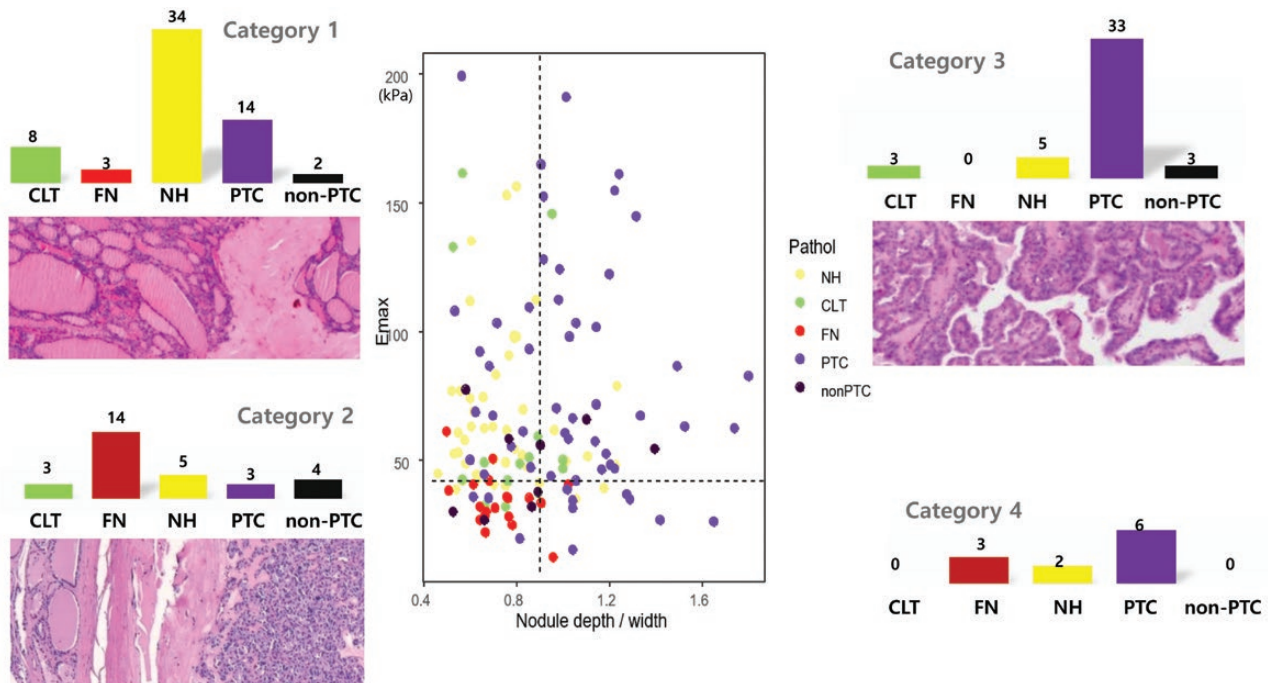 Category 1
34
14
8
3
2
CLT FN NH PTC non-PTC
Category 2
14
3
5
3
4
CLT FN NH PTC non-PTC
200
(kPa)
150
100
50
Emax
0.4 0.8 1.2 1.6
Nodule depth / width
Pathol
NH
CLT
FN
PTC
nonPTC
Category 3
33
3
0
5
3
CLT FN NH PTC non-PTC
Category 4
0
3
2
6
0
CLT FN NH PTC non-PTC